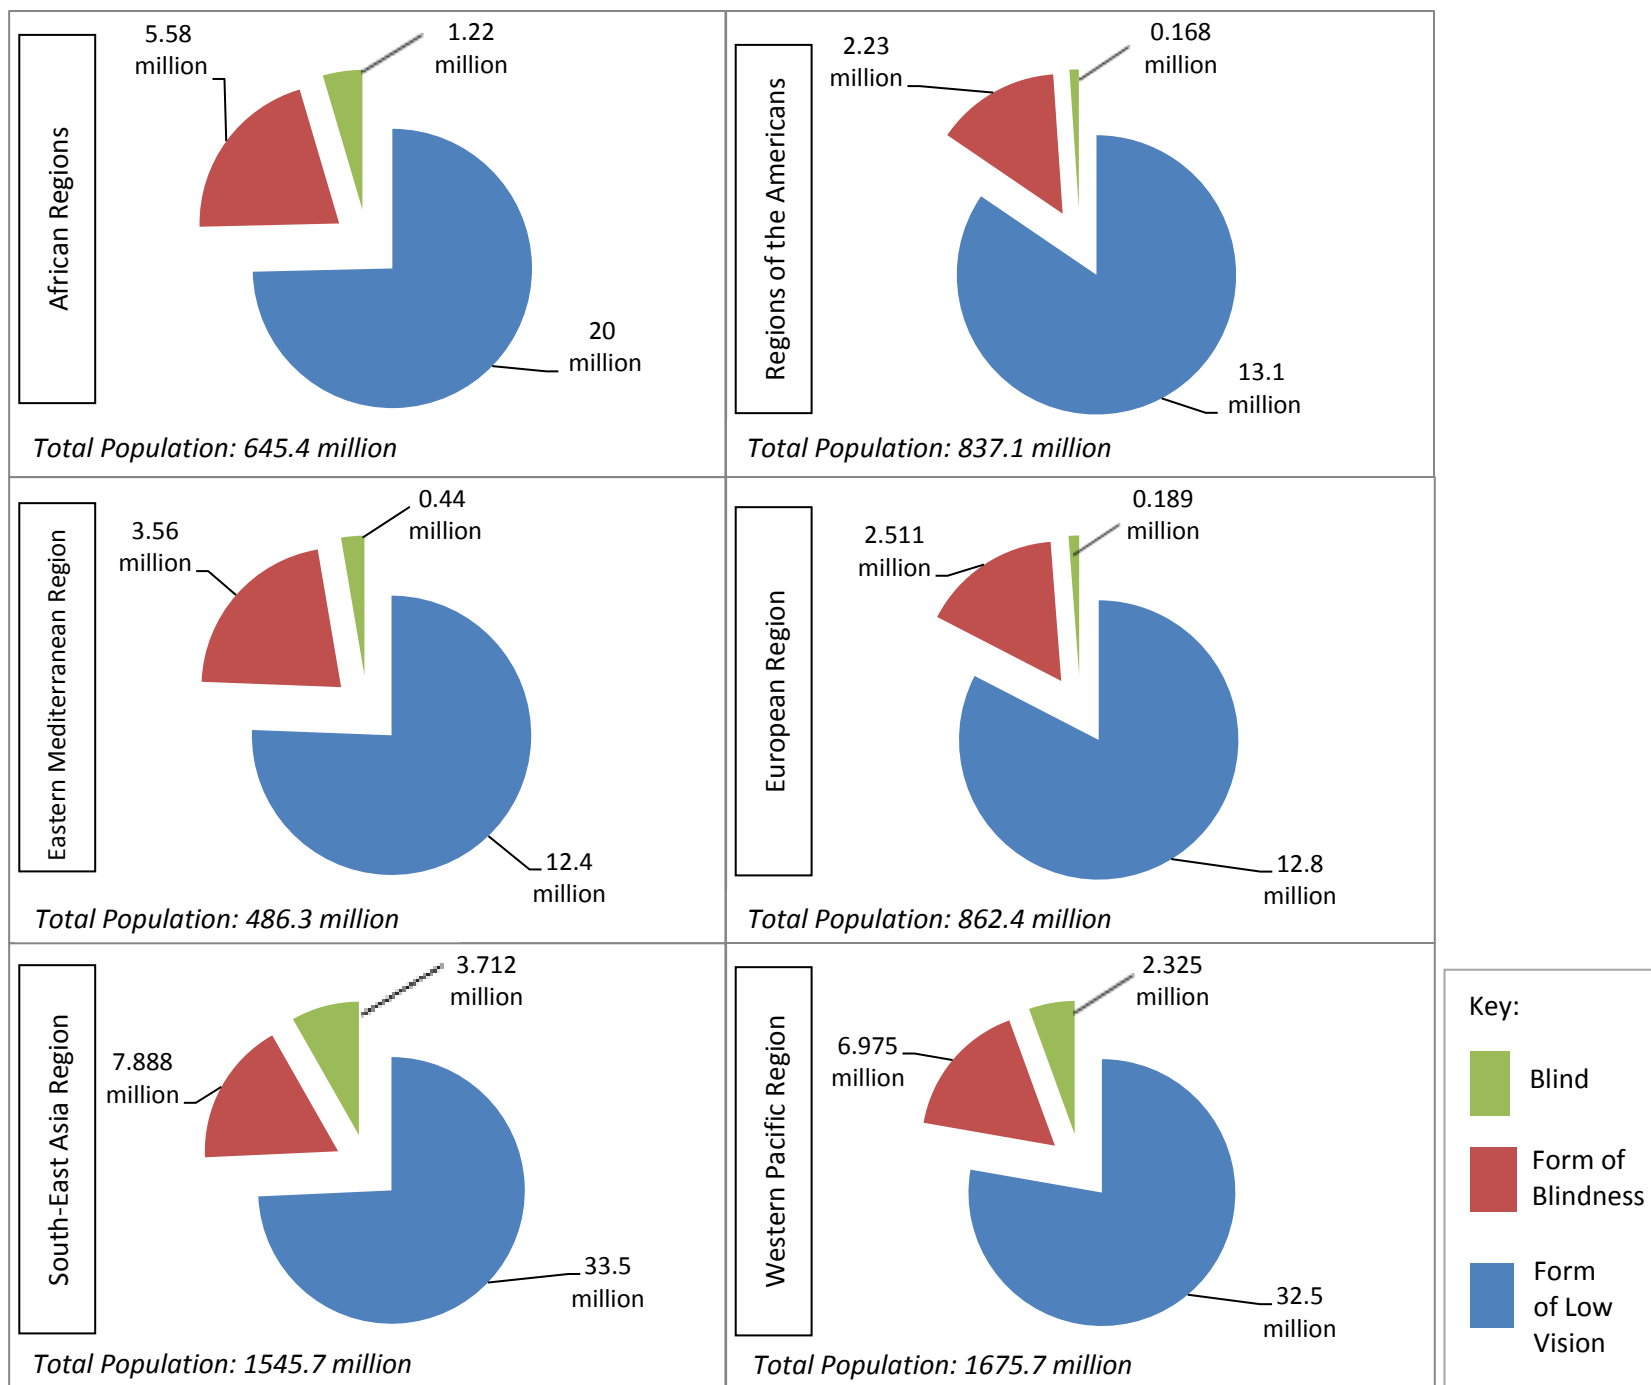 African Regions
5.58
million
1.22
million
20
million
Total Population: 645.4 million
Regions of the Americans
2.23
million
0.168
million
13.1
million
Total Population: 837.1 million
Eastern Mediterranean Region
3.56
million
0.44
million
12.4
million
Total Population: 486.3 million
European Region
2.511
million
0.189
million
12.8
million
Total Population: 862.4 million
South-East Asia Region
7.888
million
3.712
million
33.5
million
Total Population: 1545.7 million
Western Pacific Region
6.975
million
2.325
million
32.5
million
Total Population: 1675.7 million
Key:
Blind
Form of
Blindness
Form
of Low
Vision